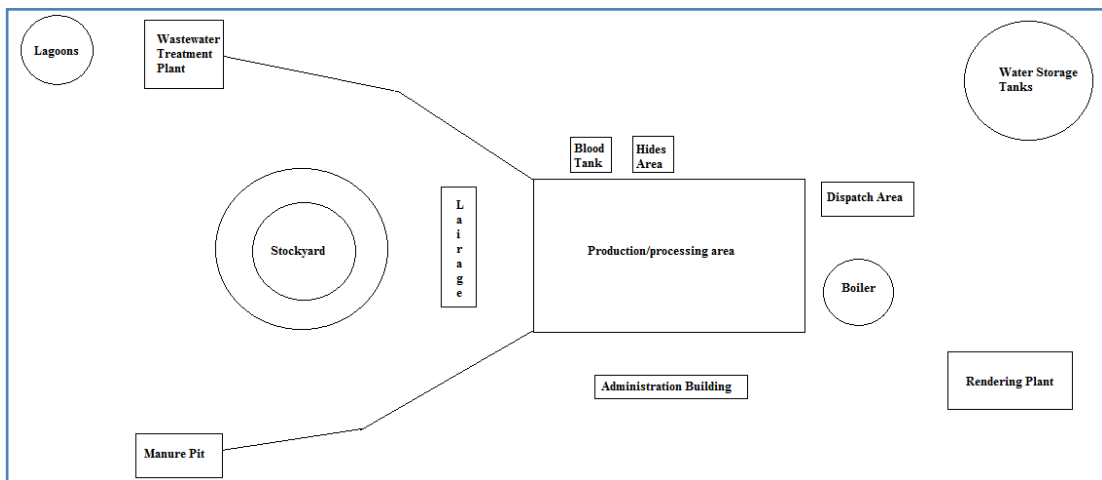 Lagoons
Wastewater
Treatment
Plant
Water Storage
Tanks
Blood
Tank
Hides
Area
Dispatch Area
L
a
i
r
a
g
e
Stockyard
Production/processing area
Boiler
Rendering Plant
Administration Building
Manure Pit